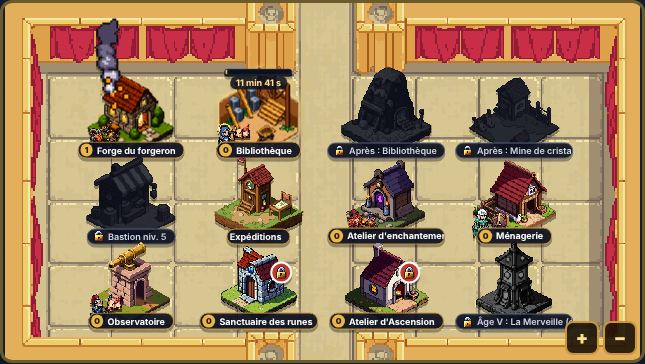 11 min 41 s
1 Forge du forgeron
0 Bibliothèque
Après : Bibliothèque
Après : Mine de crista
Bastion niv. 5
Expéditions
0 Atelier d'enchantemen
0 Ménagerie
0 Observatoire
0 Sanctuaire des runes
0 Atelier d'Ascension
Âge V : La Merveille (
+ −